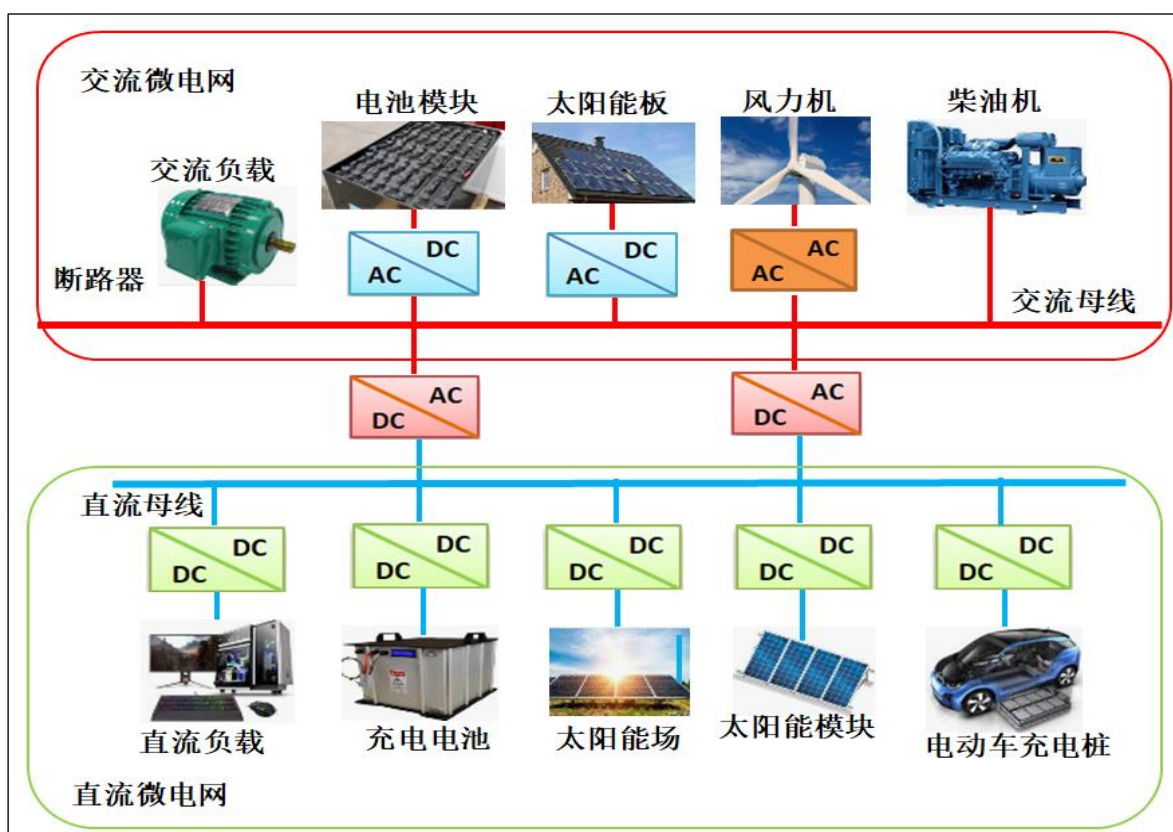 交流微电网
电池模块
太阳能板
风力机
柴油机
交流负载
断路器
DC
AC
DC
AC
AC
AC
交流母线
AC
DC
AC
DC
直流母线
DC
DC
DC
DC
DC
DC
DC
DC
DC
DC
直流负载
充电电池
太阳能场
太阳能模块
电动车充电桩
直流微电网